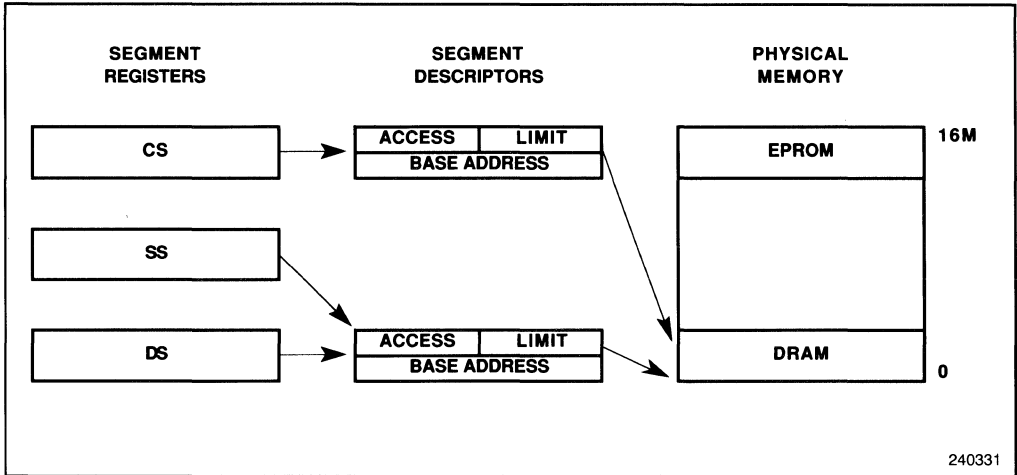 SEGMENT
REGISTERS
SEGMENT
DESCRIPTORS
PHYSICAL
MEMORY
CS
ACCESS
LIMIT
BASE ADDRESS
EPROM
16M
SS
DS
ACCESS
LIMIT
BASE ADDRESS
DRAM
0
240331